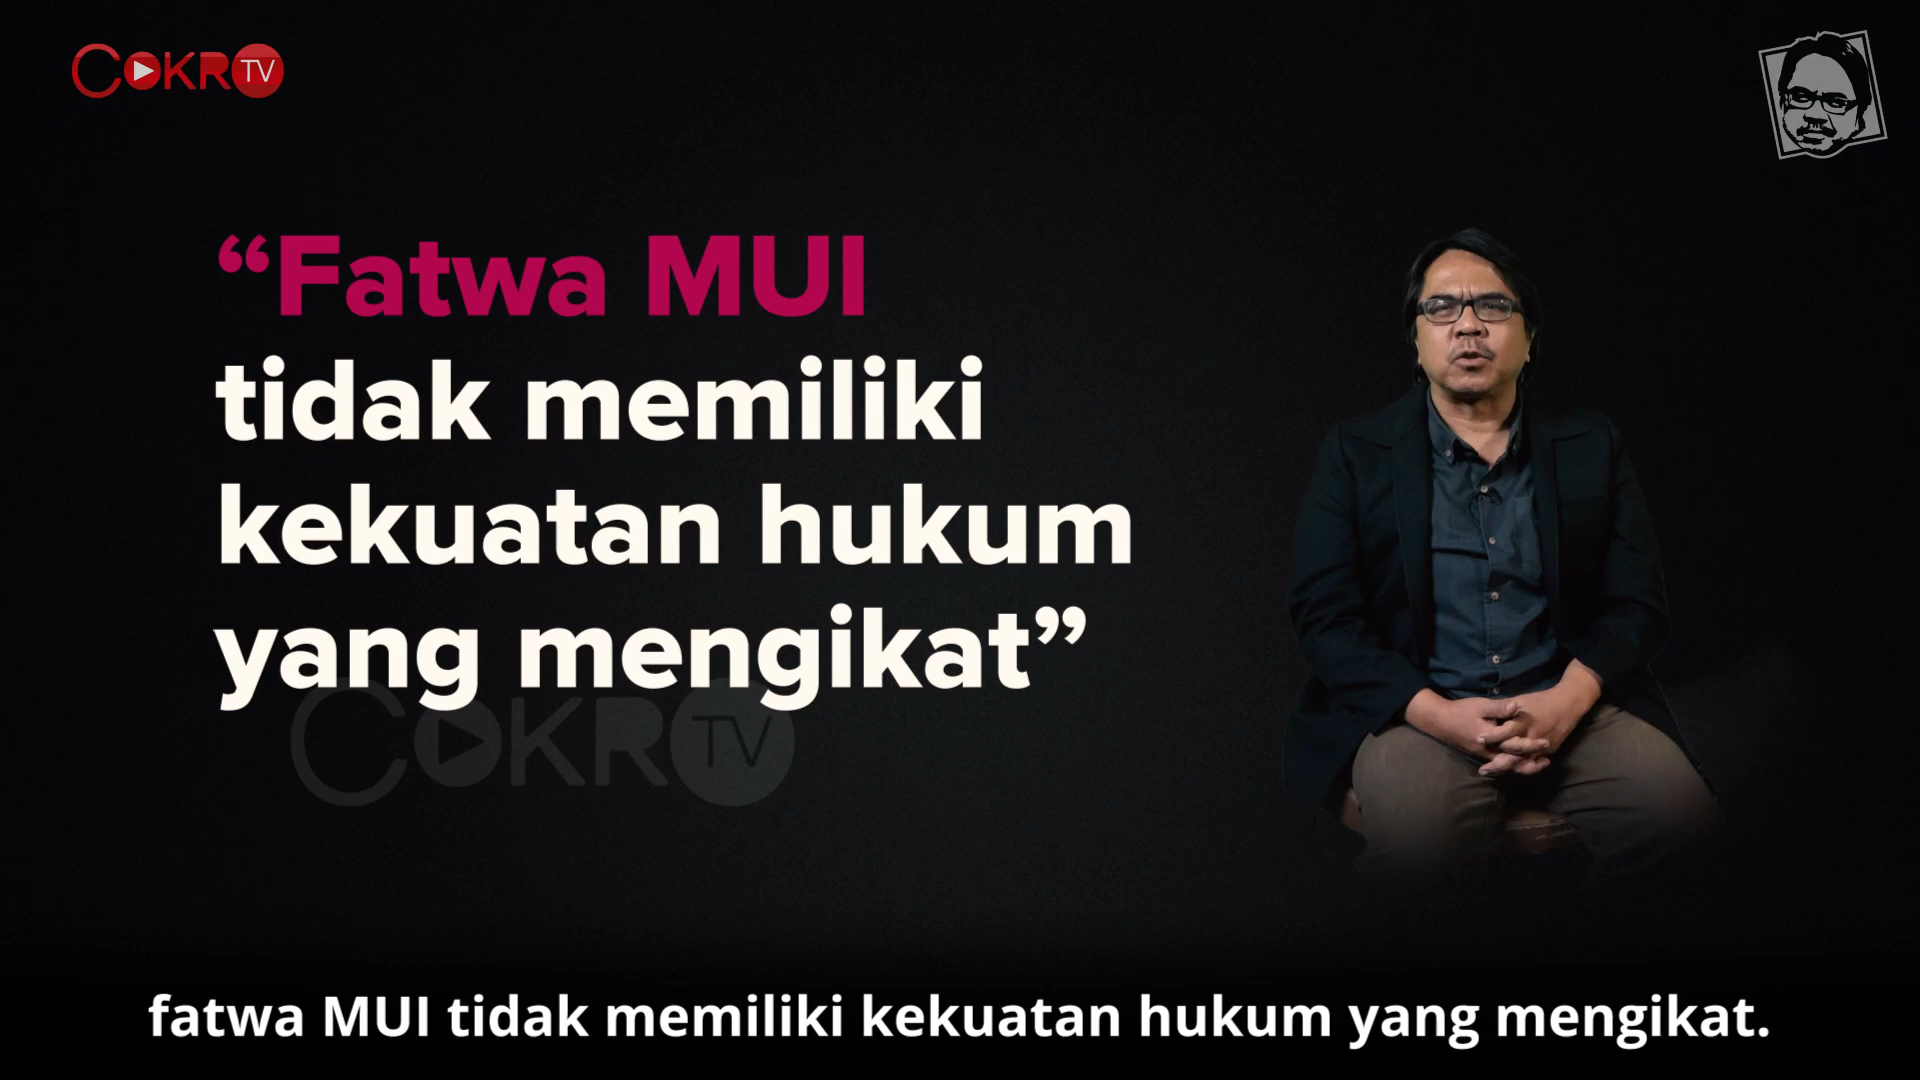 COKRO TV
“Fatwa MUI
tidak memiliki
kekuatan hukum
yang mengikat”
COKRO TV
fatwa MUI tidak memiliki kekuatan hukum yang mengikat.